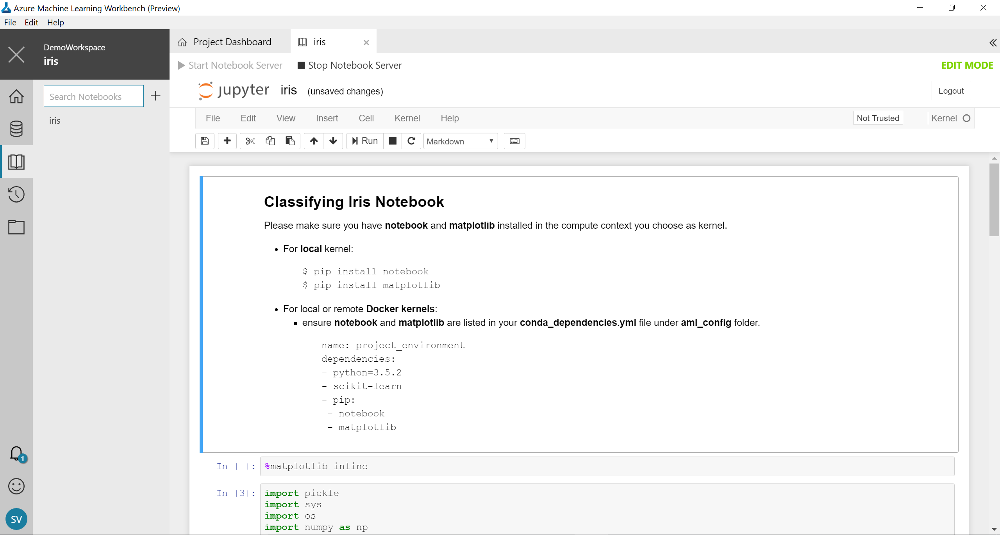 Azure Machine Learning Workbench (Preview)
File Edit Help
DemoWorkspace
iris
Search Notebooks
iris
1
SV
Project Dashboard
iris
Start Notebook Server Stop Notebook Server EDIT MODE
jupyter iris (unsaved changes) Logout
File Edit View Insert Cell Kernel Help Not Trusted Kernel
Run Markdown
Classifying Iris Notebook
Please make sure you have notebook and matplotlib installed in the compute context you choose as kernel.
• For local kernel:
$ pip install notebook
$ pip install matplotlib
• For local or remote Docker kernels:
▪ ensure notebook and matplotlib are listed in your conda_dependencies.yml file under aml_config folder.
name: project_environment
dependencies:
- python=3.5.2
- scikit-learn
- pip:
- notebook
- matplotlib
In [ ]: %matplotlib inline
In [3]: import pickle
import sys
import os
import numpy as np